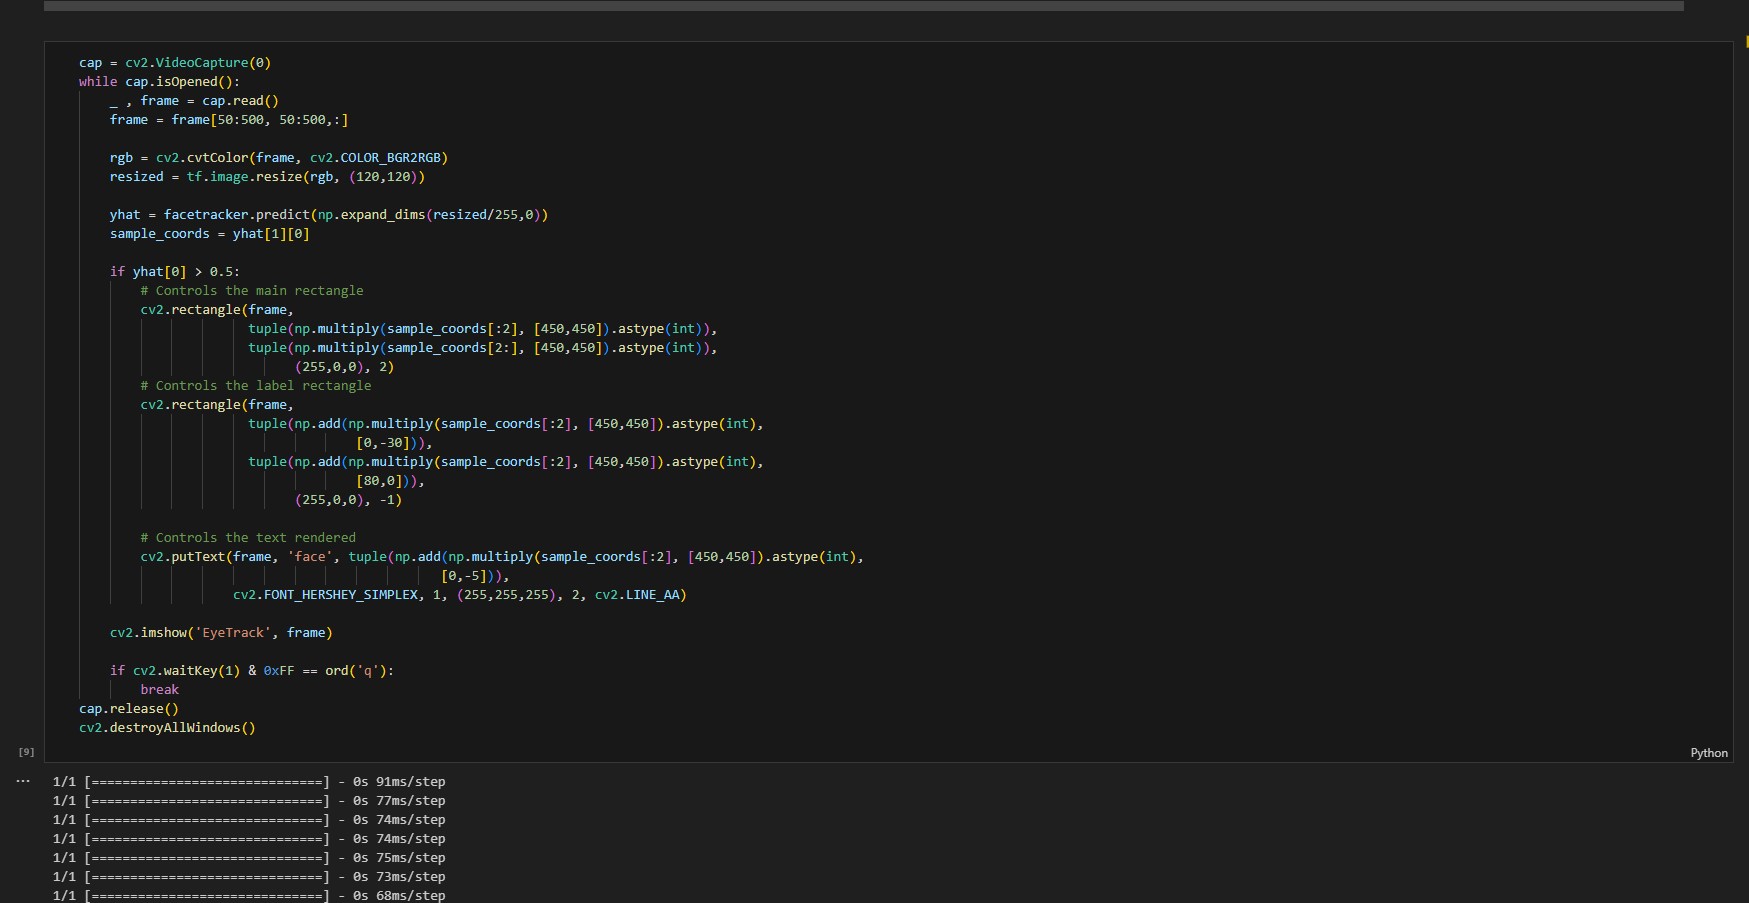 cap = cv2.VideoCapture(0)
while cap.isOpened():
    _ , frame = cap.read()
    frame = frame[50:500, 50:500,:]
    rgb = cv2.cvtColor(frame, cv2.COLOR_BGR2RGB)
    resized = tf.image.resize(rgb, (120,120))
    yhat = facetracker.predict(np.expand_dims(resized/255,0))
    sample_coords = yhat[1][0]
    if yhat[0] > 0.5:
        # Controls the main rectangle
        cv2.rectangle(frame,
                      tuple(np.multiply(sample_coords[:2], [450,450]).astype(int)),
                      tuple(np.multiply(sample_coords[2:], [450,450]).astype(int)),
                            (255,0,0), 2)
        # Controls the label rectangle
        cv2.rectangle(frame,
                      tuple(np.add(np.multiply(sample_coords[:2], [450,450]).astype(int),
                                    [0,-30])),
                      tuple(np.add(np.multiply(sample_coords[:2], [450,450]).astype(int),
                                    [80,0])),
                            (255,0,0), -1)
        # Controls the text rendered
        cv2.putText(frame, 'face', tuple(np.add(np.multiply(sample_coords[:2], [450,450]).astype(int),
                                               [0,-5])),
                    cv2.FONT_HERSHEY_SIMPLEX, 1, (255,255,255), 2, cv2.LINE_AA)
    cv2.imshow('EyeTrack', frame)
    if cv2.waitKey(1) & 0xFF == ord('q'):
        break
cap.release()
cv2.destroyAllWindows()
[9]
Python
...
1/1 [==============================] - 0s 91ms/step
1/1 [==============================] - 0s 77ms/step
1/1 [==============================] - 0s 74ms/step
1/1 [==============================] - 0s 74ms/step
1/1 [==============================] - 0s 75ms/step
1/1 [==============================] - 0s 73ms/step
1/1 [==============================] - 0s 68ms/step